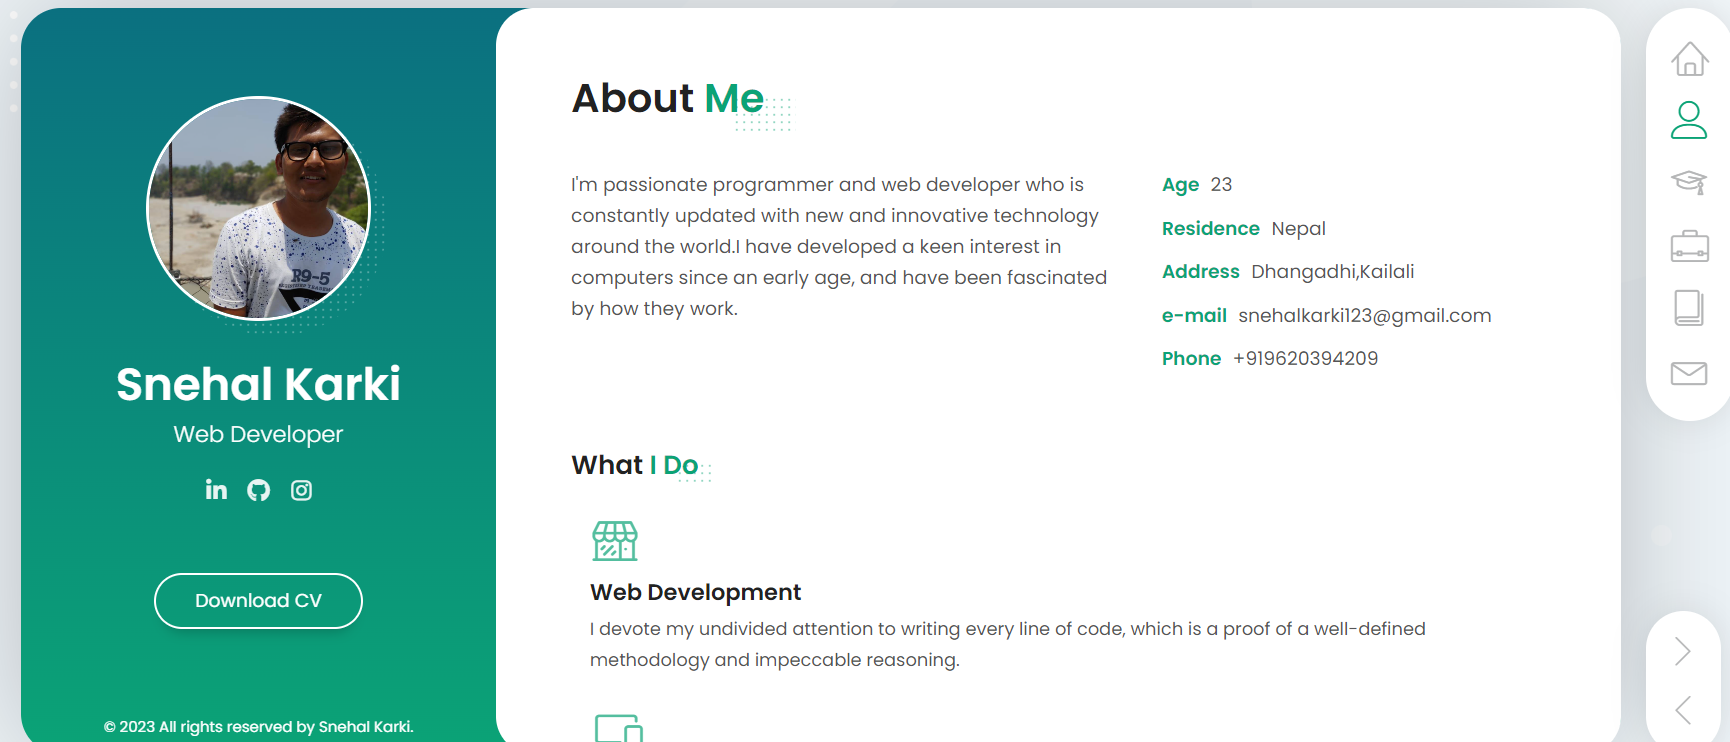 R9-5
Snehal Karki
Web Developer
Download CV
© 2023 All rights reserved by Snehal Karki.
About Me
I'm passionate programmer and web developer who is
constantly updated with new and innovative technology
around the world.I have developed a keen interest in
computers since an early age, and have been fascinated
by how they work.
Age 23
Residence Nepal
Address Dhangadhi,Kailali
e-mail snehalkarki123@gmail.com
Phone +919620394209
What I Do
Web Development
I devote my undivided attention to writing every line of code, which is a proof of a well-defined
methodology and impeccable reasoning.